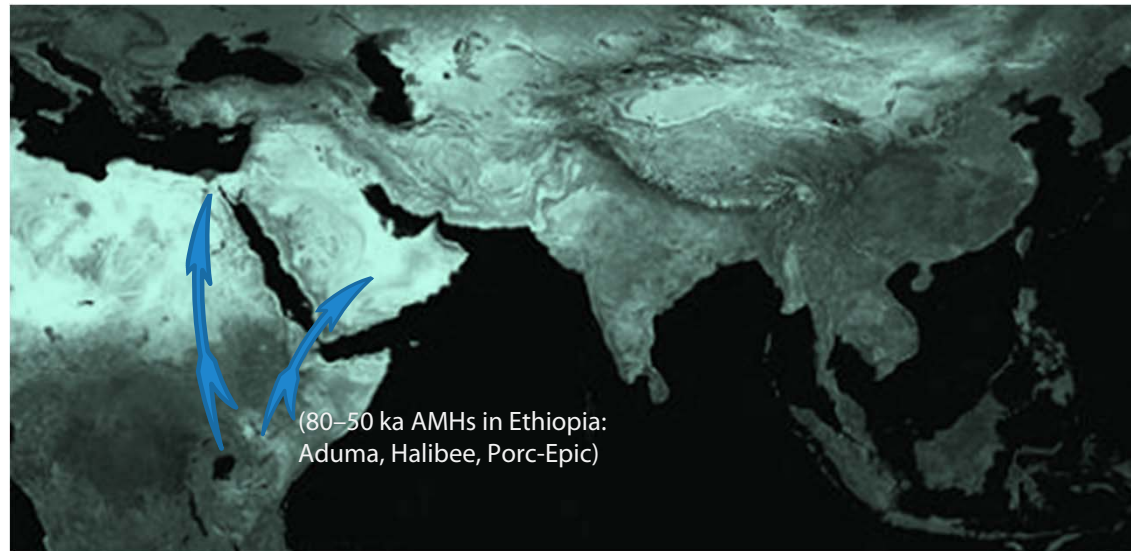 (80–50 ka AMHs in Ethiopia:
Aduma, Halibee, Porc-Epic)